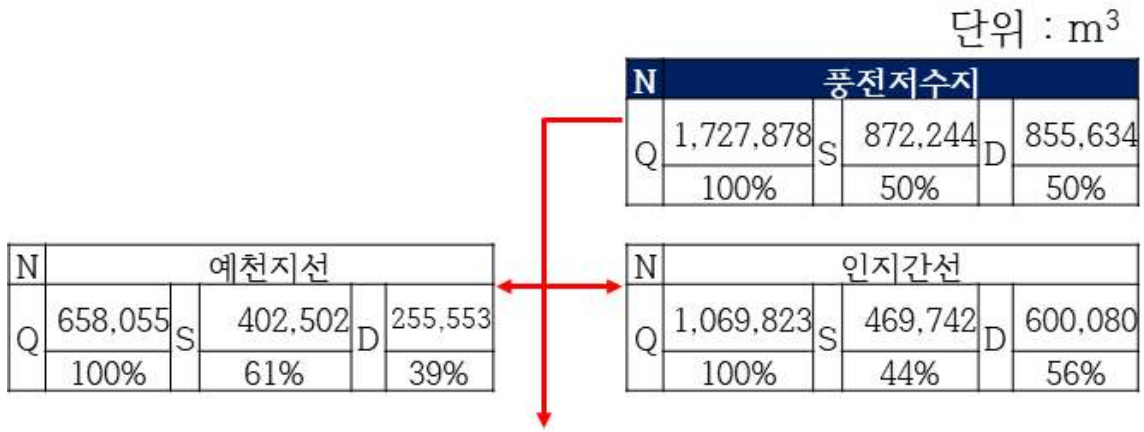 단위 : m³
N 풍전저수지
Q 1,727,878 S 872,244 D 855,634
100% 50% 50%
N 예천지선
Q 658,055 S 402,502 D 255,553
100% 61% 39%
N 인지간선
Q 1,069,823 S 469,742 D 600,080
100% 44% 56%